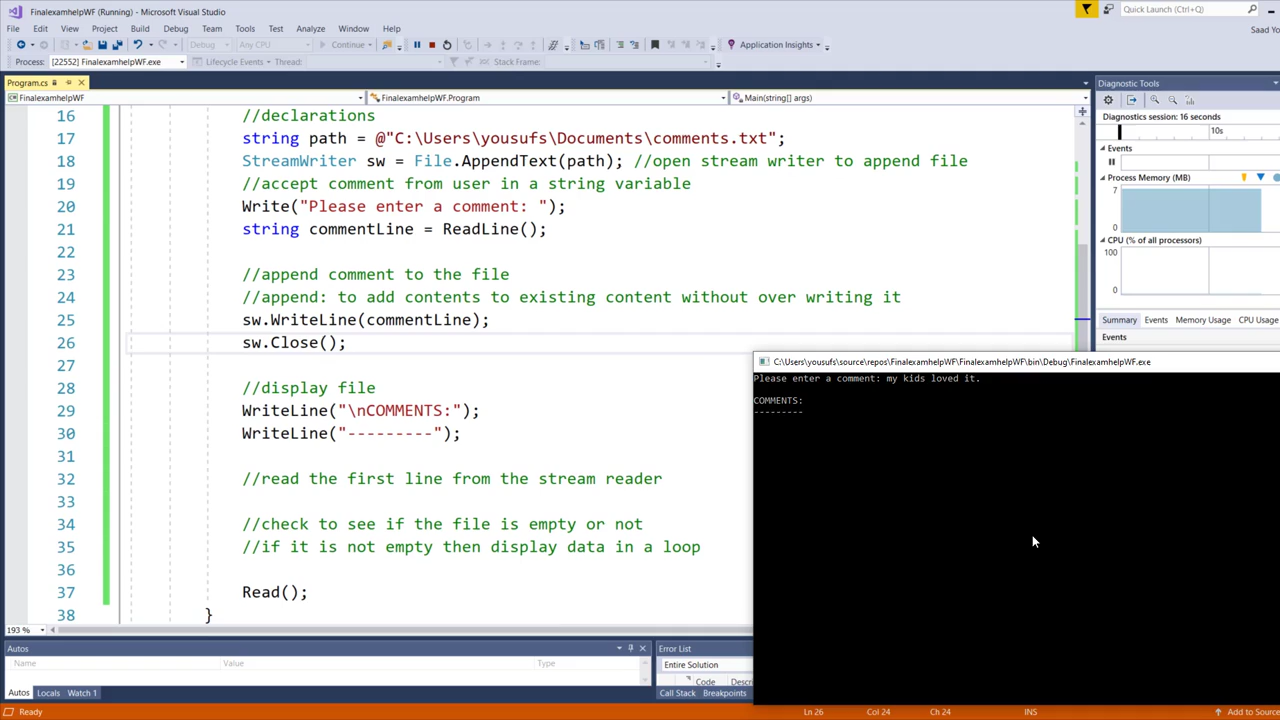 FinalexamhelpWF (Running) - Microsoft Visual Studio
Quick Launch (Ctrl+Q)
File Edit View Project Build Debug Team Tools Test Analyze Window Help
Saad Yo
Debug Any CPU Continue Application Insights
Process: [22552] FinalexamhelpWF.exe Lifecycle Events Thread: Stack Frame:
Program.cs
FinalexamhelpWF FinalexamhelpWF.Program Main(string[] args)
16 //declarations
17 string path = @"C:\Users\yousufs\Documents\comments.txt";
18 StreamWriter sw = File.AppendText(path); //open stream writer to append file
19 //accept comment from user in a string variable
20 Write("Please enter a comment: ");
21 string commentLine = ReadLine();
22
23 //append comment to the file
24 //append: to add contents to existing content without over writing it
25 sw.WriteLine(commentLine);
26 sw.Close();
27
28 //display file
29 WriteLine("\nCOMMENTS:");
30 WriteLine("---------");
31
32 //read the first line from the stream reader
33
34 //check to see if the file is empty or not
35 //if it is not empty then display data in a loop
36
37 Read();
38 }
193 %
Diagnostic Tools
Diagnostics session: 16 seconds
10s
Events
Process Memory (MB)
7
0
CPU (% of all processors)
100
0
Summary Events Memory Usage CPU Usage
Events
C:\Users\yousufs\source\repos\FinalexamhelpWF\FinalexamhelpWF\bin\Debug\FinalexamhelpWF.exe
Please enter a comment: my kids loved it.
COMMENTS:
---------
Autos
Name Value Type
Autos Locals Watch 1
Error List
Entire Solution
Code Descr
Call Stack Breakpoints
Ready Ln 26 Col 24 Ch 24 INS Add to Source